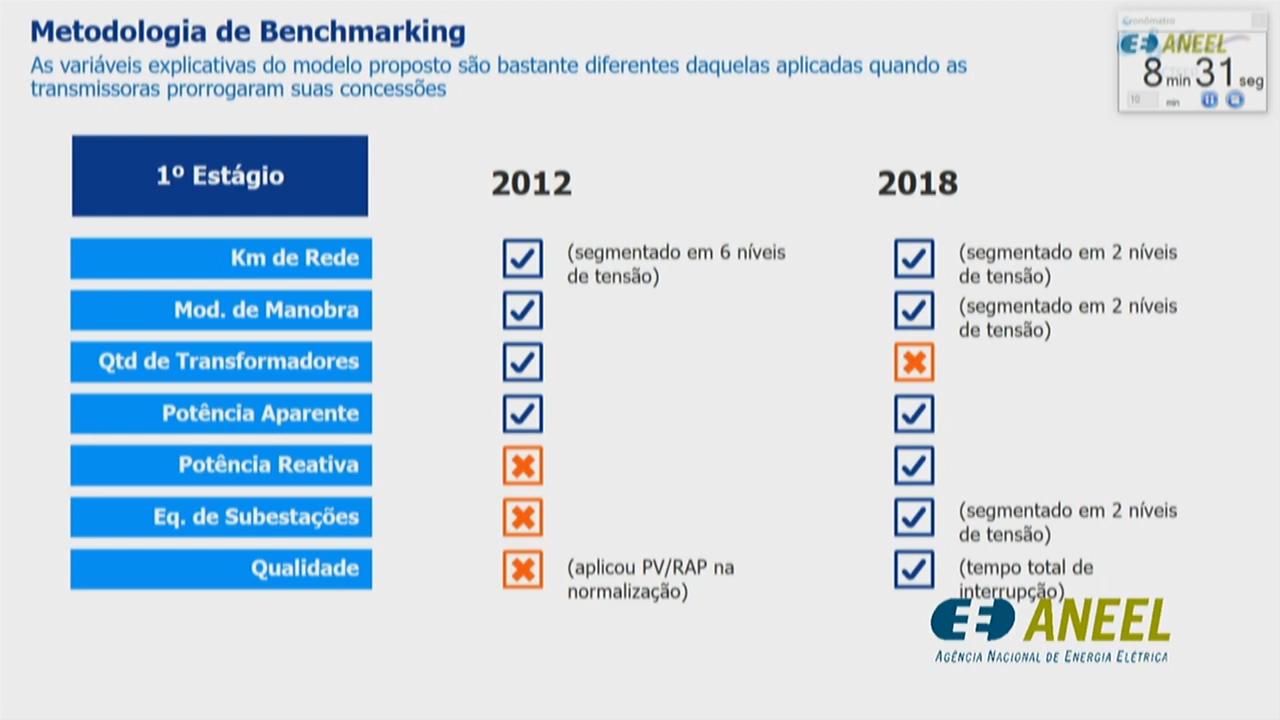 Metodologia de Benchmarking
As variáveis explicativas do modelo proposto são bastante diferentes daquelas aplicadas quando as
transmissoras prorrogaram suas concessões
Cronômetro
ANEEL
8 min 31 seg
10 min
1º Estágio
2012
2018
Km de Rede
(segmentado em 6 níveis
de tensão)
(segmentado em 2 níveis
de tensão)
Mod. de Manobra
(segmentado em 2 níveis
de tensão)
Qtd de Transformadores
Potência Aparente
Potência Reativa
Eq. de Subestações
(segmentado em 2 níveis
de tensão)
Qualidade
(aplicou PV/RAP na
normalização)
(tempo total de
interrupção)
ANEEL
AGÊNCIA NACIONAL DE ENERGIA ELÉTRICA